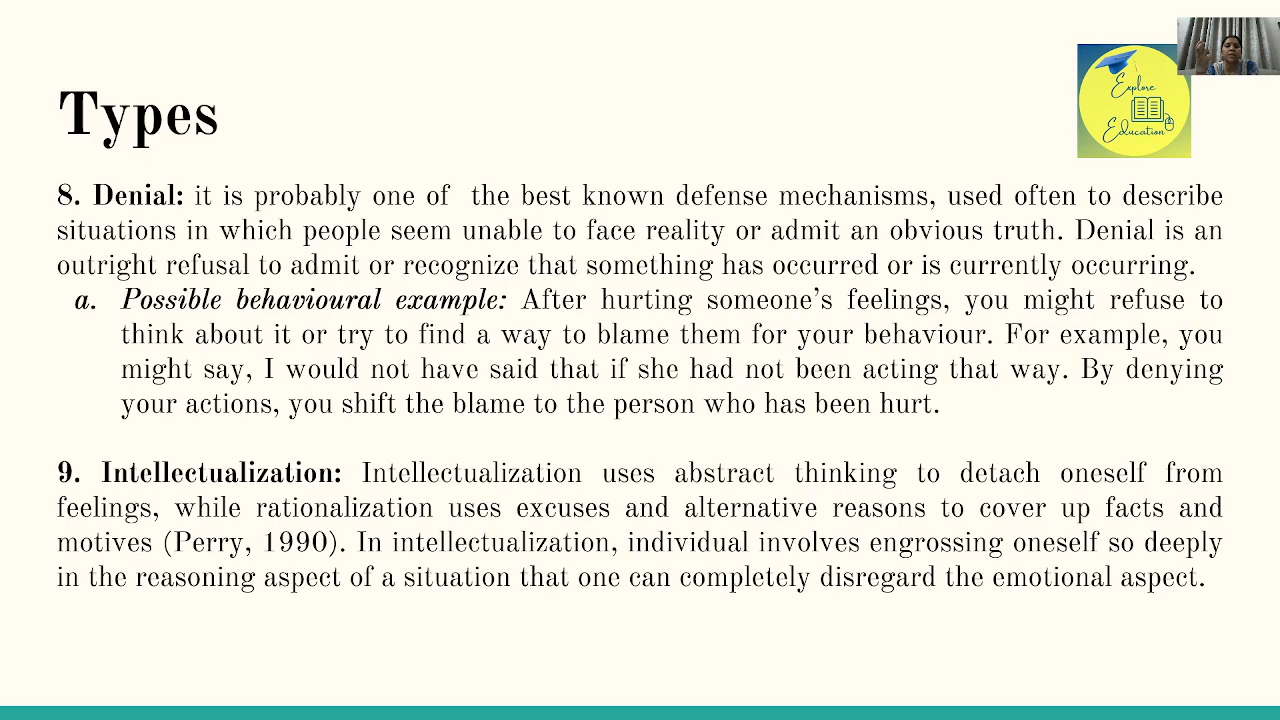 Explore
Education
Types
8. Denial: it is probably one of the best known defense mechanisms, used often to describe
situations in which people seem unable to face reality or admit an obvious truth. Denial is an
outright refusal to admit or recognize that something has occurred or is currently occurring.
a. Possible behavioural example: After hurting someone's feelings, you might refuse to
think about it or try to find a way to blame them for your behaviour. For example, you
might say, I would not have said that if she had not been acting that way. By denying
your actions, you shift the blame to the person who has been hurt.
9. Intellectualization: Intellectualization uses abstract thinking to detach oneself from
feelings, while rationalization uses excuses and alternative reasons to cover up facts and
motives (Perry, 1990). In intellectualization, individual involves engrossing oneself so deeply
in the reasoning aspect of a situation that one can completely disregard the emotional aspect.